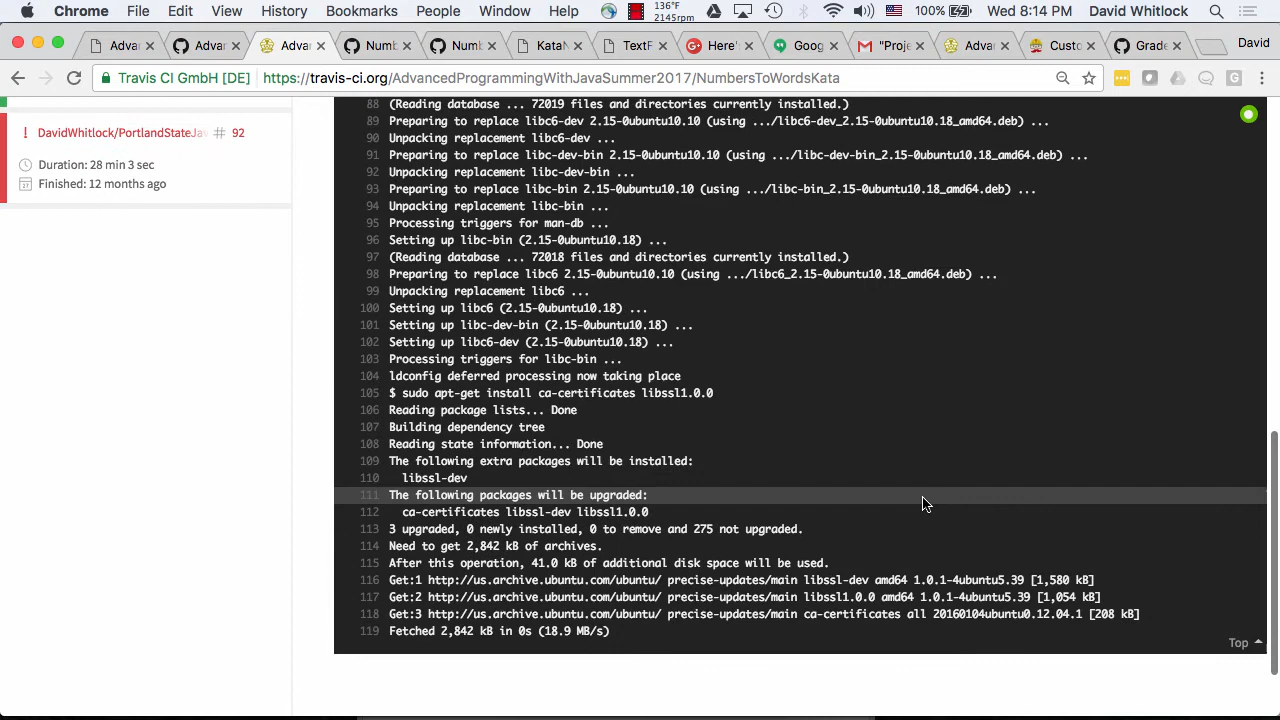 Chrome File Edit View History Bookmarks People Window Help 136°F 2145rpm 100% Wed 8:14 PM David Whitlock
Adva Advan Advan Numb Numb KataN TextF Here' Goog "Proje Advan Custo Grade David
Travis CI GmbH [DE] https://travis-ci.org/AdvancedProgrammingWithJavaSummer2017/NumbersToWordsKata
! DavidWhitlock/PortlandStateJav # 92
Duration: 28 min 3 sec
Finished: 12 months ago
88 (Reading database ... 72019 files and directories currently installed.)
89 Preparing to replace libc6-dev 2.15-0ubuntu10.10 (using .../libc6-dev_2.15-0ubuntu10.18_amd64.deb) ...
90 Unpacking replacement libc6-dev ...
91 Preparing to replace libc-dev-bin 2.15-0ubuntu10.10 (using .../libc-dev-bin_2.15-0ubuntu10.18_amd64.deb) ...
92 Unpacking replacement libc-dev-bin ...
93 Preparing to replace libc-bin 2.15-0ubuntu10.10 (using .../libc-bin_2.15-0ubuntu10.18_amd64.deb) ...
94 Unpacking replacement libc-bin ...
95 Processing triggers for man-db ...
96 Setting up libc-bin (2.15-0ubuntu10.18) ...
97 (Reading database ... 72018 files and directories currently installed.)
98 Preparing to replace libc6 2.15-0ubuntu10.10 (using .../libc6_2.15-0ubuntu10.18_amd64.deb) ...
99 Unpacking replacement libc6 ...
100 Setting up libc6 (2.15-0ubuntu10.18) ...
101 Setting up libc-dev-bin (2.15-0ubuntu10.18) ...
102 Setting up libc6-dev (2.15-0ubuntu10.18) ...
103 Processing triggers for libc-bin ...
104 ldconfig deferred processing now taking place
105 $ sudo apt-get install ca-certificates libssl1.0.0
106 Reading package lists... Done
107 Building dependency tree
108 Reading state information... Done
109 The following extra packages will be installed:
110 libssl-dev
111 The following packages will be upgraded:
112 ca-certificates libssl-dev libssl1.0.0
113 3 upgraded, 0 newly installed, 0 to remove and 275 not upgraded.
114 Need to get 2,842 kB of archives.
115 After this operation, 41.0 kB of additional disk space will be used.
116 Get:1 http://us.archive.ubuntu.com/ubuntu/ precise-updates/main libssl-dev amd64 1.0.1-4ubuntu5.39 [1,580 kB]
117 Get:2 http://us.archive.ubuntu.com/ubuntu/ precise-updates/main libssl1.0.0 amd64 1.0.1-4ubuntu5.39 [1,054 kB]
118 Get:3 http://us.archive.ubuntu.com/ubuntu/ precise-updates/main ca-certificates all 20160104ubuntu0.12.04.1 [208 kB]
119 Fetched 2,842 kB in 0s (18.9 MB/s)
Top